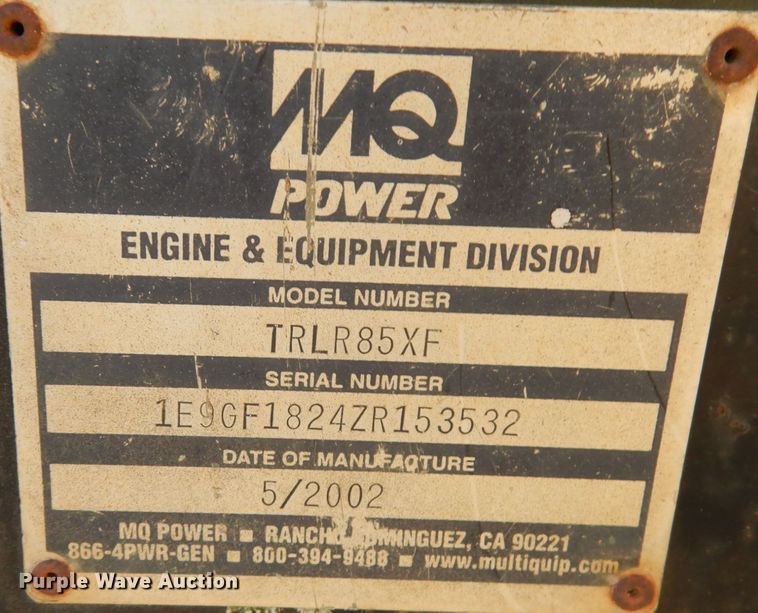 MQ
POWER
ENGINE & EQUIPMENT DIVISION
MODEL NUMBER
TRLR85XF
SERIAL NUMBER
1E9GF1824ZR153532
DATE OF MANUFACTURE
5/2002
MQ POWER ■ RANCHO DOMINGUEZ, CA 90221
866-4PWR-GEN ■ 800-394-9488 ■ www.multiquip.com
Purple Wave Auction